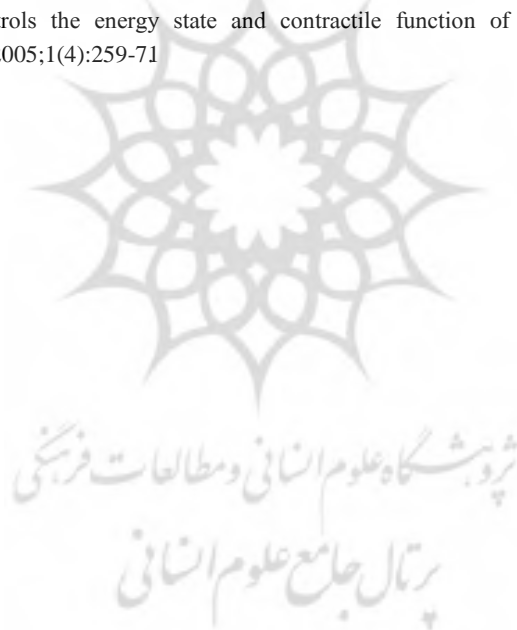 rols the energy state and contractile function of
2005;1(4):259-71
پژوهشگاه علوم انسانی و مطالعات فرهنگی
پرتال جامع علوم انسانی